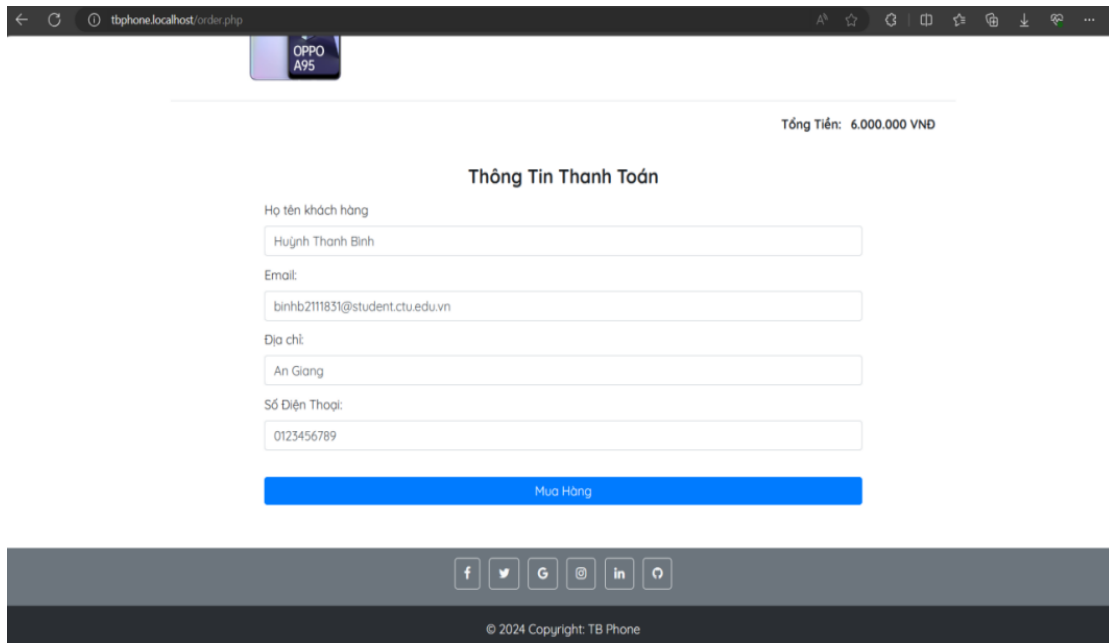 tbphone.localhost/order.php
OPPO
A95
Tổng Tiền: 6.000.000 VNĐ
Thông Tin Thanh Toán
Họ tên khách hàng
Huỳnh Thanh Bình
Email:
binhb2111831@student.ctu.edu.vn
Địa chỉ:
An Giang
Số Điện Thoại:
0123456789
Mua Hàng
© 2024 Copyright: TB Phone